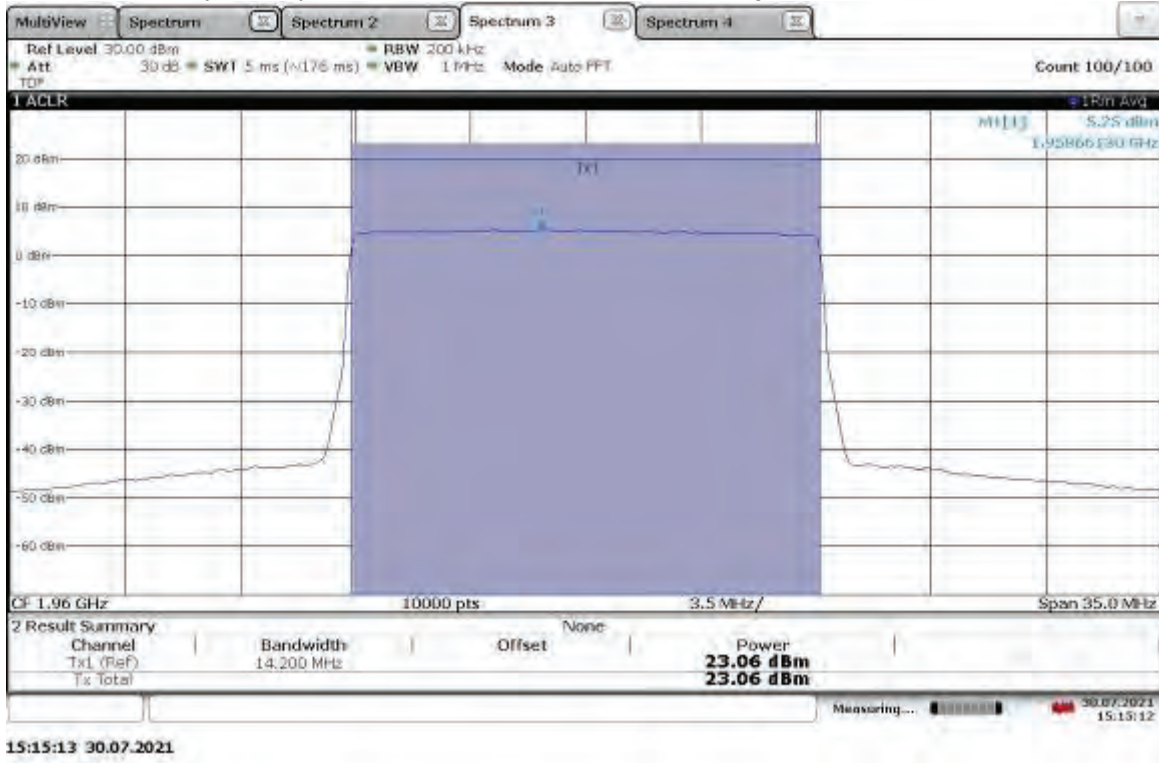 MultiView Spectrum Spectrum 2 Spectrum 3 Spectrum 4
Ref Level 30.00 dBm RBW 200 kHz
Att 30 dB SWT 5 ms (~176 ms) VBW 1 MHz Mode Auto FFT Count 100/100
TDF
1 ACLR 1Rm Avg
M1[1] 5.25 dBm
1.95866130 GHz
20 dBm
Tx1
10 dBm
0 dBm
-10 dBm
-20 dBm
-30 dBm
-40 dBm
-50 dBm
-60 dBm
CF 1.96 GHz 10000 pts 3.5 MHz/ Span 35.0 MHz
2 Result Summary None
Channel Bandwidth Offset Power
Tx1 (Ref) 14.200 MHz 23.06 dBm
Tx Total 23.06 dBm
Measuring... 30.07.2021
15:15:12
15:15:13 30.07.2021